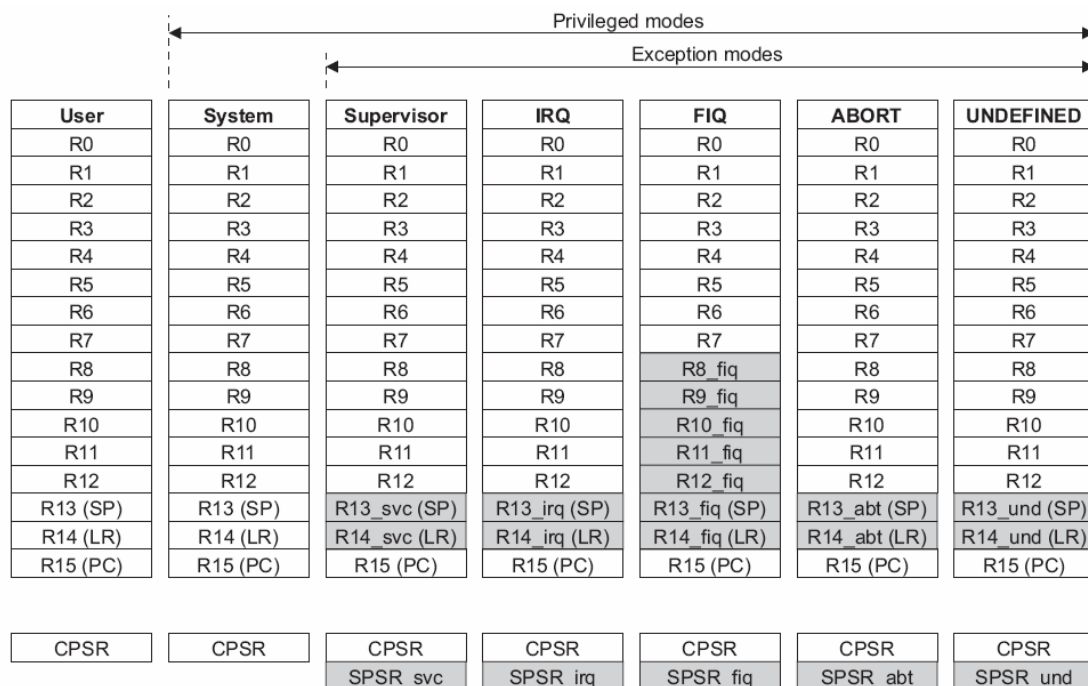 Privileged modes
Exception modes
User System Supervisor IRQ FIQ ABORT UNDEFINED
R0 R0 R0 R0 R0 R0 R0
R1 R1 R1 R1 R1 R1 R1
R2 R2 R2 R2 R2 R2 R2
R3 R3 R3 R3 R3 R3 R3
R4 R4 R4 R4 R4 R4 R4
R5 R5 R5 R5 R5 R5 R5
R6 R6 R6 R6 R6 R6 R6
R7 R7 R7 R7 R7 R7 R7
R8 R8 R8 R8 R8_fiq R8 R8
R9 R9 R9 R9 R9_fiq R9 R9
R10 R10 R10 R10 R10_fiq R10 R10
R11 R11 R11 R11 R11_fiq R11 R11
R12 R12 R12 R12 R12_fiq R12 R12
R13 (SP) R13 (SP) R13_svc (SP) R13_irq (SP) R13_fiq (SP) R13_abt (SP) R13_und (SP)
R14 (LR) R14 (LR) R14_svc (LR) R14_irq (LR) R14_fiq (LR) R14_abt (LR) R14_und (LR)
R15 (PC) R15 (PC) R15 (PC) R15 (PC) R15 (PC) R15 (PC) R15 (PC)
CPSR CPSR CPSR CPSR CPSR CPSR CPSR
SPSR_svc SPSR_irq SPSR_fiq SPSR_abt SPSR_und